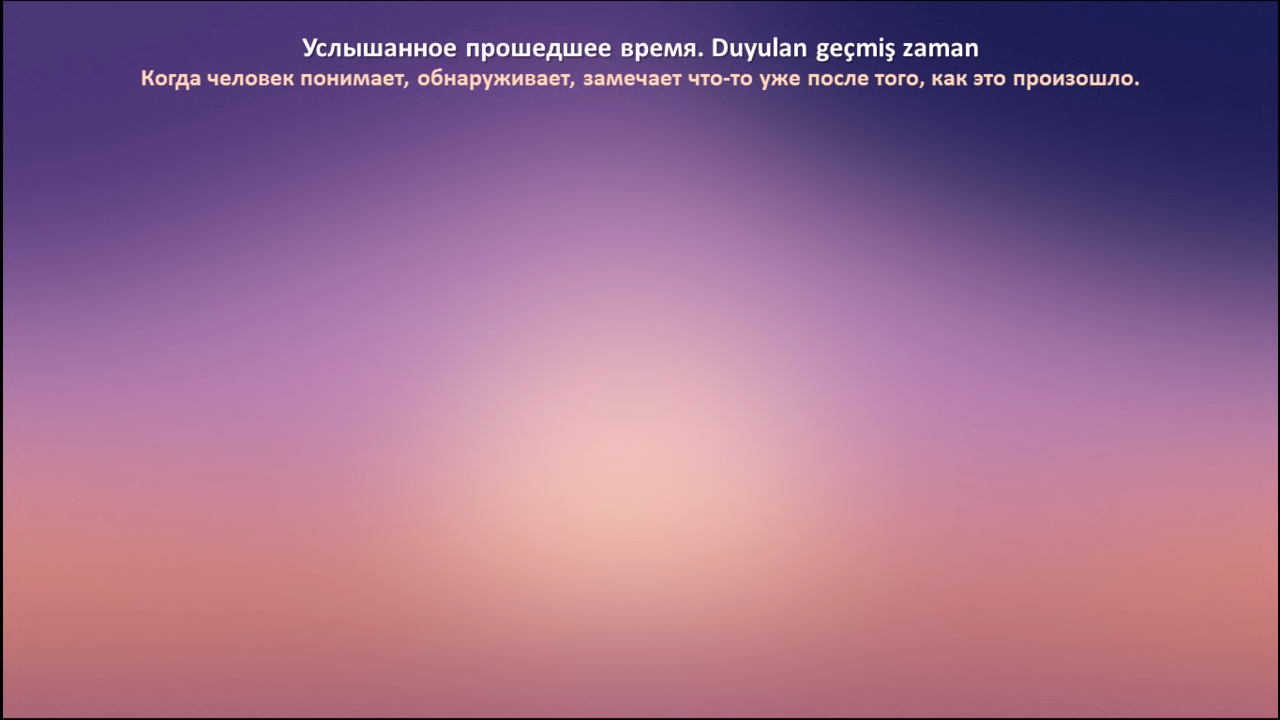 Услышанное прошедшее время. Duyulan geçmiş zaman
Когда человек понимает, обнаруживает, замечает что-то уже после того, как это произошло.